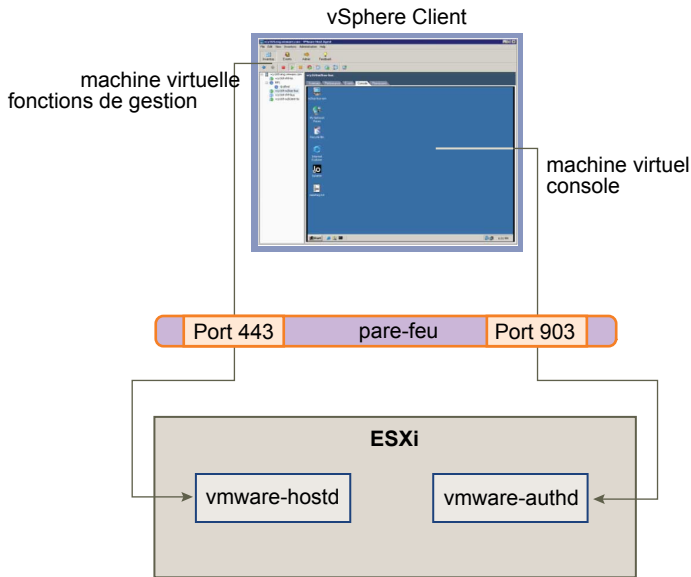 vSphere Client
machine virtuelle
fonctions de gestion
machine virtuel
console
Port 443
pare-feu
Port 903
ESXi
vmware-hostd
vmware-authd